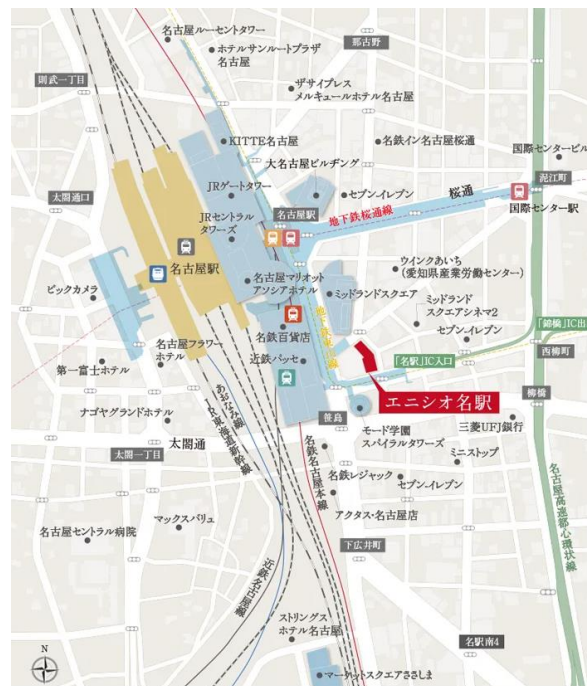 名古屋ルーセントタワー
ホテルサンルートプラザ
名古屋
那古野
則武一丁目
ザサイプレス
メルキュールホテル名古屋
KITTE名古屋
名鉄イン名古屋桜通
国際センタービル
大名古屋ビルヂング
泥江町
太閤通口
JRゲートタワー
セブン-イレブン
桜通
名古屋駅
地下鉄桜通線
国際センター駅
JRセントラル
タワーズ
名古屋駅
ウインクあいち
(愛知県産業労働センター)
ビックカメラ
名古屋マリオット
アソシアホテル
ミッドランドスクエア
ミッドランド
スクエアシネマ2
地下鉄東山線
名鉄百貨店
セブン-イレブン
「錦橋」IC出
名古屋フラワー
ホテル
近鉄パッセ
「名駅」IC入口
西柳町
第一富士ホテル
エニシオ名駅
柳橋
あおなみ線
JR東海道新幹線
ナゴヤグランドホテル
笹島
モード学園
スパイラルタワーズ
三菱UFJ銀行
太閤通
太閤一丁目
名鉄名古屋本線
ミニストップ
名鉄レジャック
セブン-イレブン
名古屋高速都心環状線
アクタス・名古屋店
マックスバリュ
名古屋セントラル病院
下広井町
近鉄名古屋線
ストリングス
ホテル名古屋
名駅南4
N
マーケットスクエアささしま